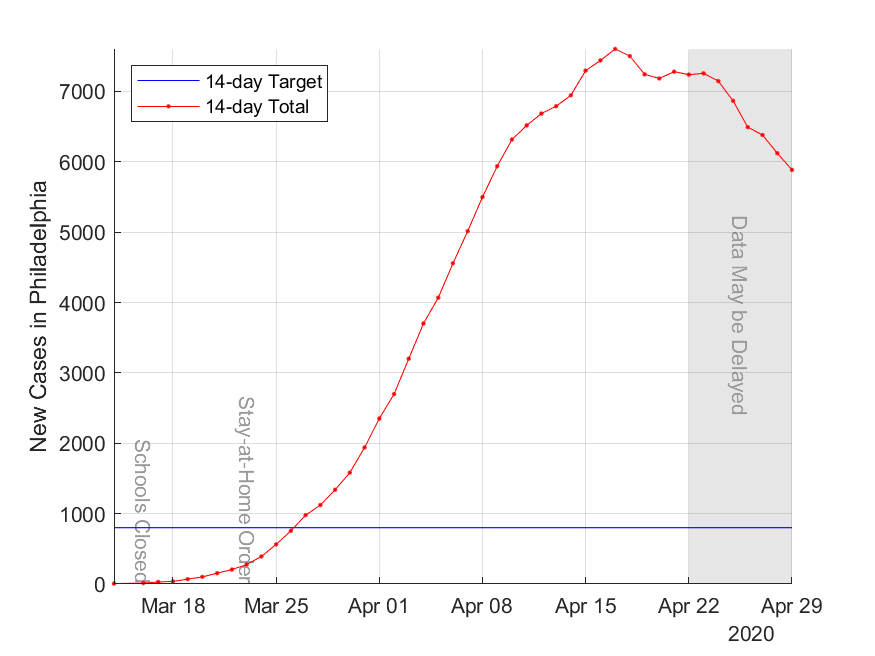 14-day Target
14-day Total
New Cases in Philadelphia
7000
6000
5000
4000
3000
2000
1000
0
Schools Closed
Stay-at-Home Order
Data May be Delayed
Mar 18
Mar 25
Apr 01
Apr 08
Apr 15
Apr 22
Apr 29
2020